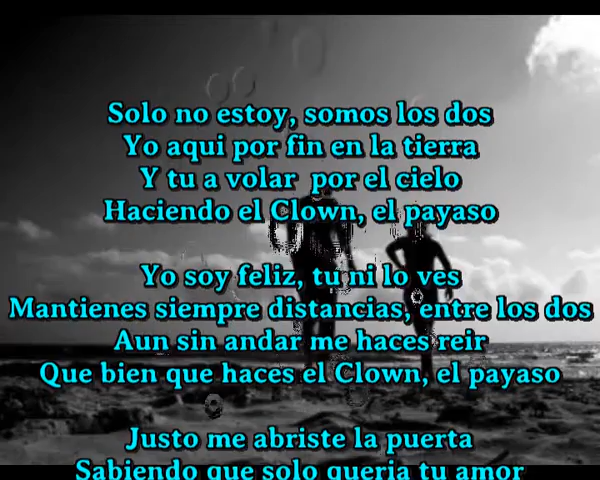 Solo no estoy, somos los dos
Yo aqui por fin en la tierra
Y tu a volar por el cielo
Haciendo el Clown, el payaso
Yo soy feliz, tu ni lo ves
Mantienes siempre distancias, entre los dos
Aun sin andar me haces reir
Que bien que haces el Clown, el payaso
Justo me abriste la puerta
Sabiendo que solo queria tu amor